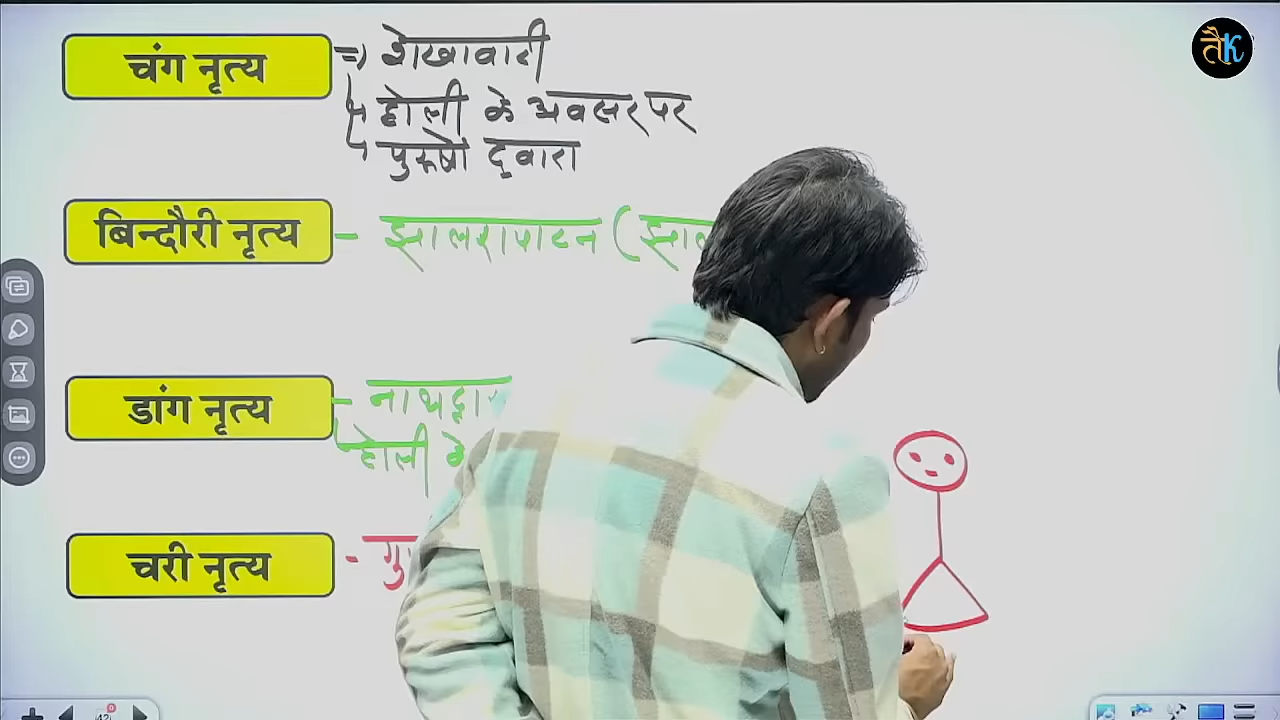 चंग नृत्य => शेखावाटी
होली के अवसर पर
पुरूषो द्वारा
बिन्दौरी नृत्य - झालरापाटन (
डांग नृत्य -
होली के
चरी नृत्य -
तैK